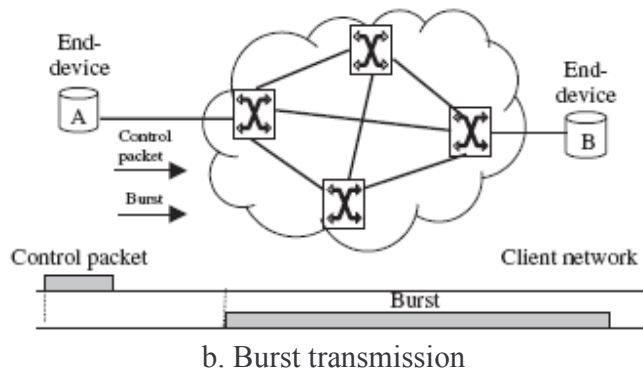 End-
device
A
Control
packet
Burst
End-
device
B
Control packet
Client network
Burst
b. Burst transmission